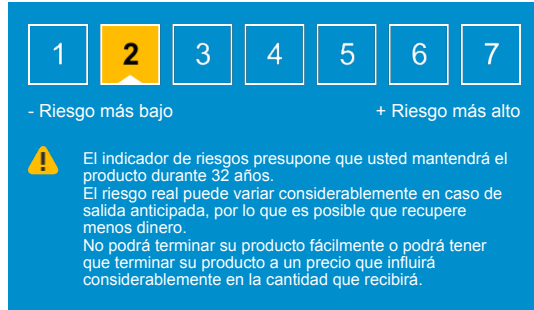 1 2 3 4 5 6 7
- Riesgo más bajo + Riesgo más alto
El indicador de riesgos presupone que usted mantendrá el
producto durante 32 años.
El riesgo real puede variar considerablemente en caso de
salida anticipada, por lo que es posible que recupere
menos dinero.
No podrá terminar su producto fácilmente o podrá tener
que terminar su producto a un precio que influirá
considerablemente en la cantidad que recibirá.